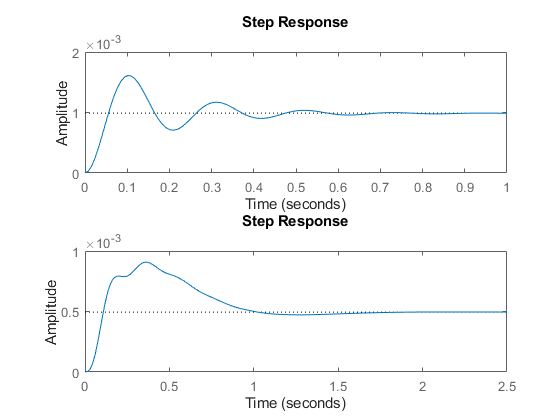 Step Response
×10⁻³
2
1
0
Amplitude
0 0.1 0.2 0.3 0.4 0.5 0.6 0.7 0.8 0.9 1
Time (seconds)
Step Response
×10⁻³
1
0.5
0
Amplitude
0 0.5 1 1.5 2 2.5
Time (seconds)